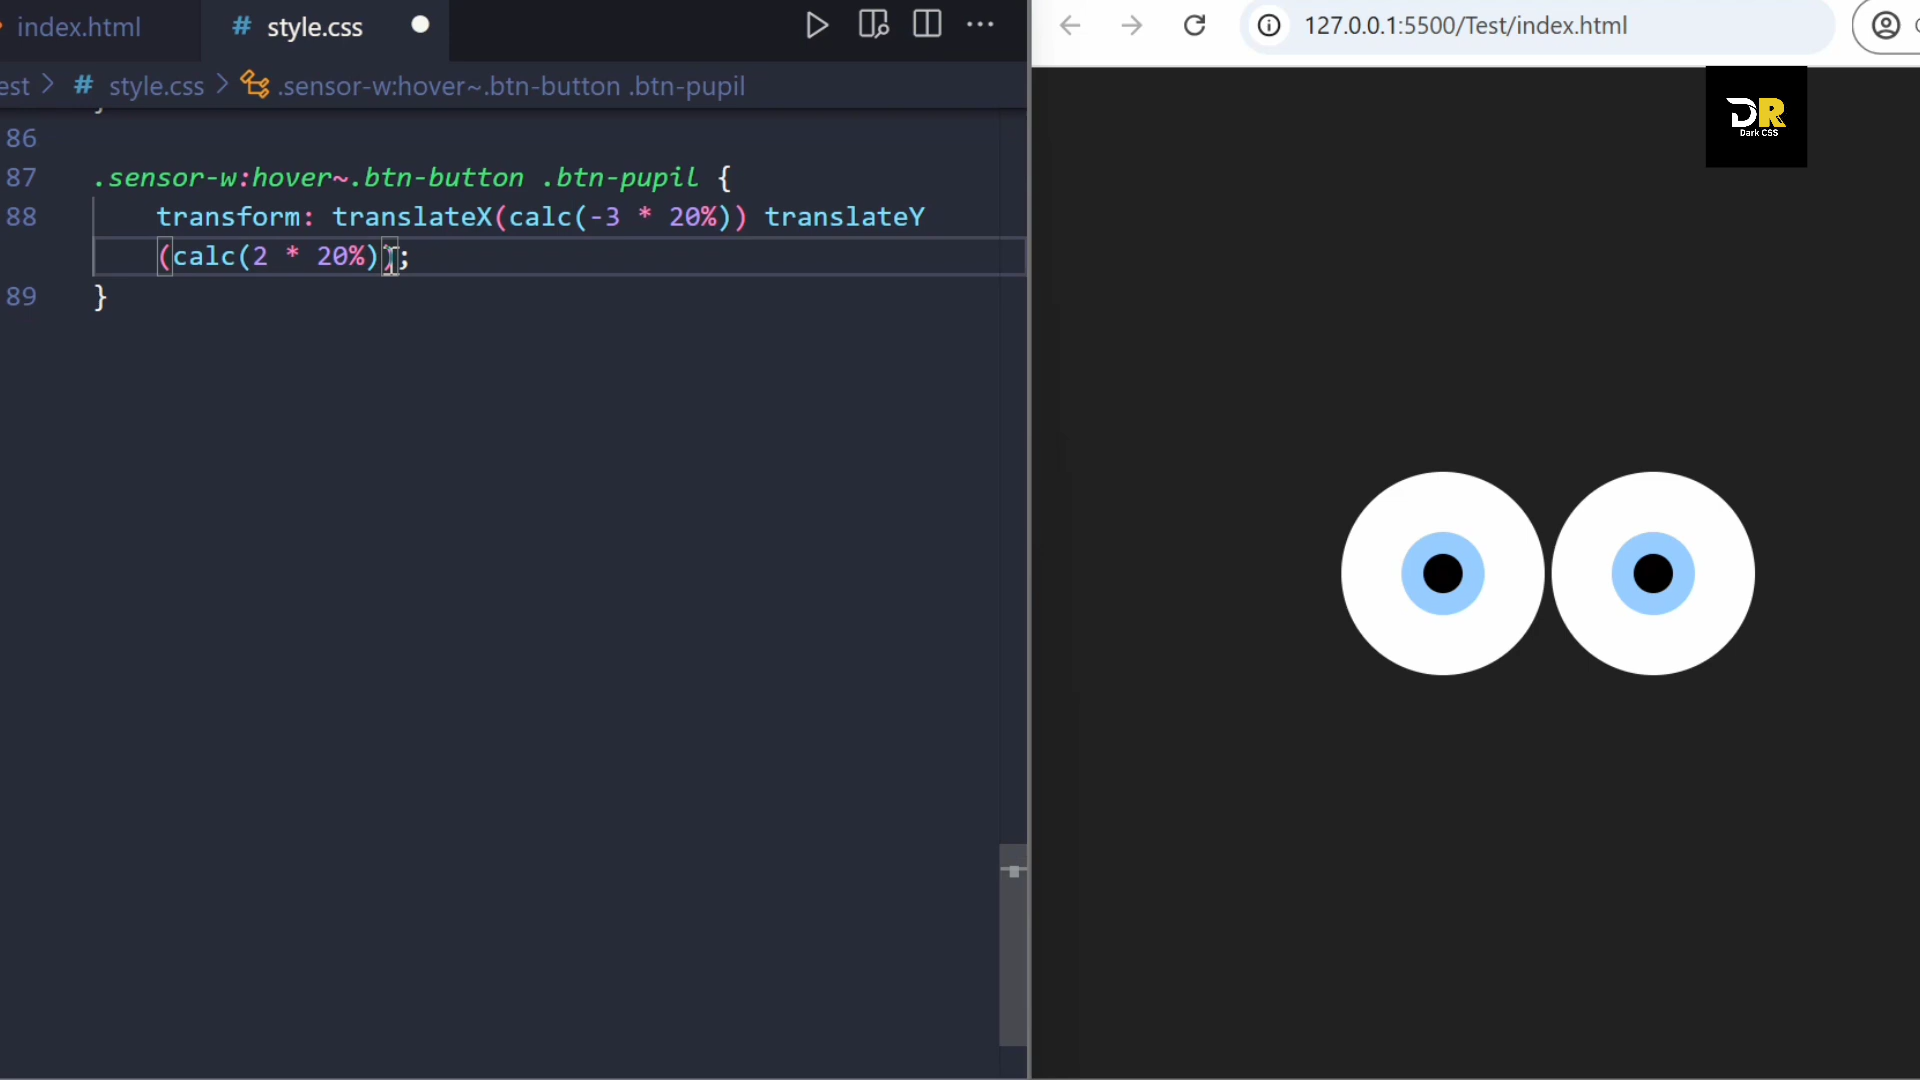 index.html
# style.css
127.0.0.1:5500/Test/index.html
est > # style.css > .sensor-w:hover~.btn-button .btn-pupil
DR
Dark CSS
86
87 .sensor-w:hover~.btn-button .btn-pupil {
88 transform: translateX(calc(-3 * 20%)) translateY
(calc(2 * 20%));
89 }